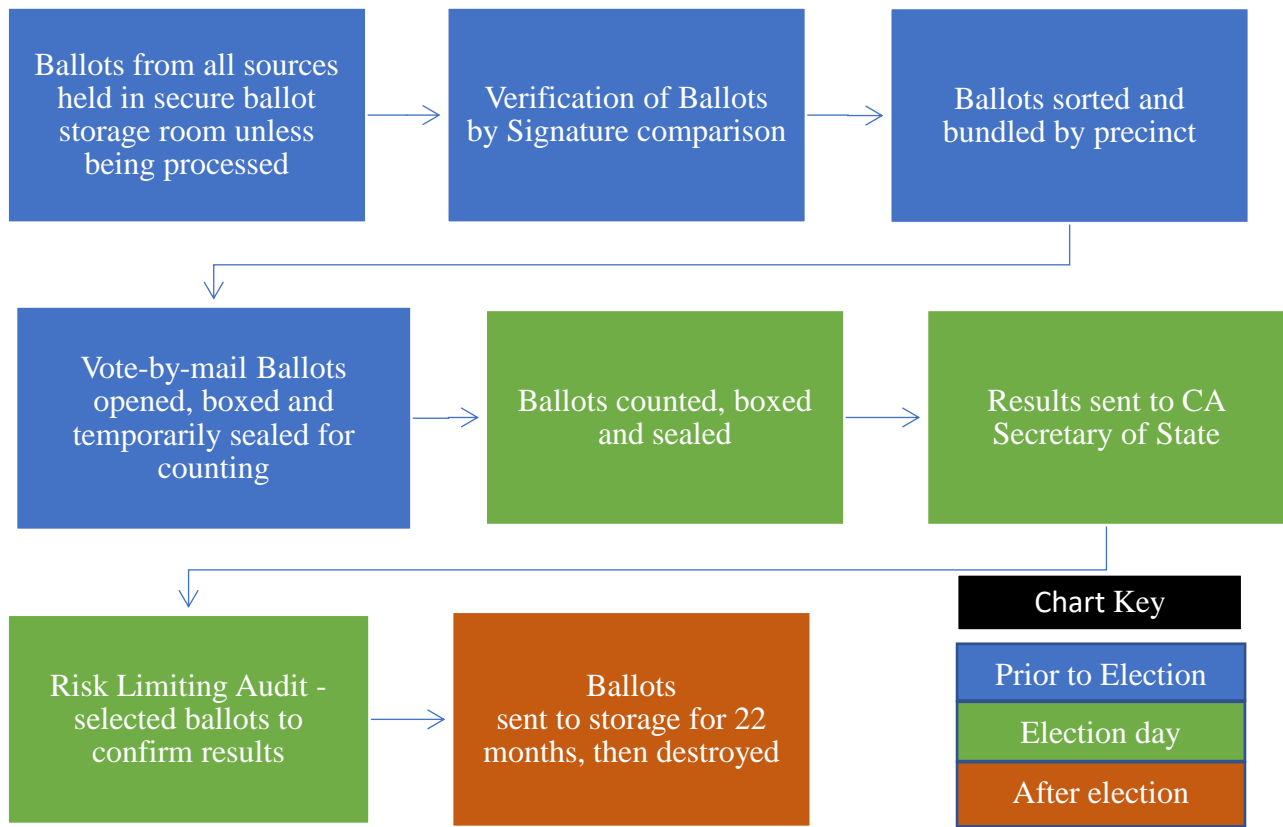 Ballots from all sources
held in secure ballot
storage room unless
being processed
Verification of Ballots
by Signature comparison
Ballots sorted and
bundled by precinct
Vote-by-mail Ballots
opened, boxed and
temporarily sealed for
counting
Ballots counted, boxed
and sealed
Results sent to CA
Secretary of State
Risk Limiting Audit -
selected ballots to
confirm results
Ballots
sent to storage for 22
months, then destroyed
Chart Key
Prior to Election
Election day
After election